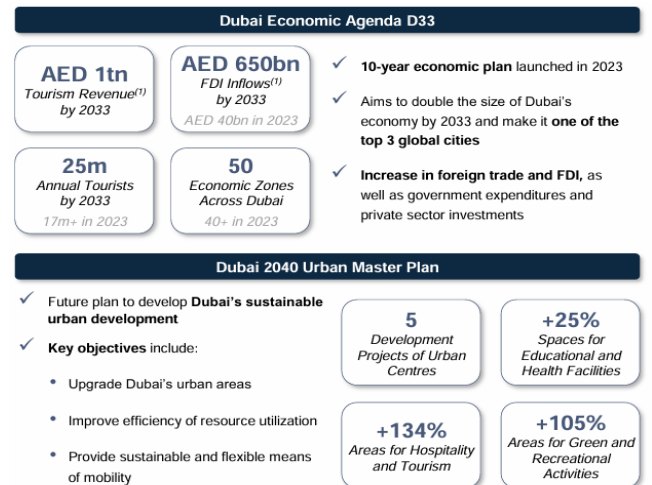 Dubai Economic Agenda D33
AED 1tn
Tourism Revenue(1)
by 2033
AED 650bn
FDI Inflows(1)
by 2033
AED 40bn in 2023
25m
Annual Tourists
by 2033
17m+ in 2023
50
Economic Zones
Across Dubai
40+ in 2023
✓ 10-year economic plan launched in 2023
✓ Aims to double the size of Dubai's
economy by 2033 and make it one of the
top 3 global cities
✓ Increase in foreign trade and FDI, as
well as government expenditures and
private sector investments
Dubai 2040 Urban Master Plan
✓ Future plan to develop Dubai's sustainable
urban development
✓ Key objectives include:
• Upgrade Dubai's urban areas
• Improve efficiency of resource utilization
• Provide sustainable and flexible means
of mobility
5
Development
Projects of Urban
Centres
+25%
Spaces for
Educational and
Health Facilities
+134%
Areas for Hospitality
and Tourism
+105%
Areas for Green and
Recreational
Activities